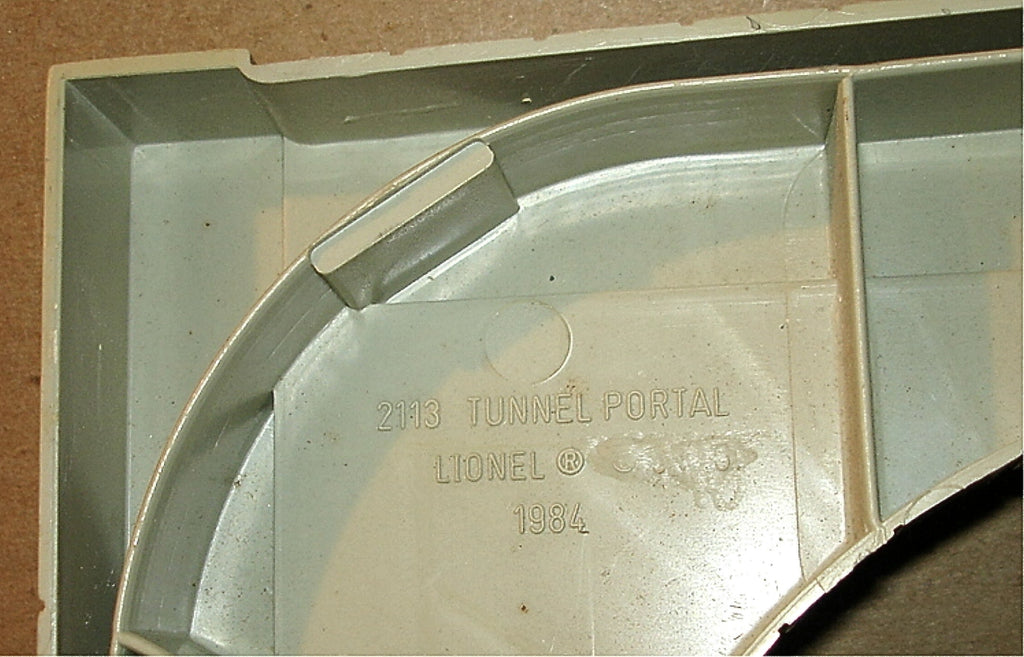 2113 TUNNEL PORTAL
LIONEL ®
1984